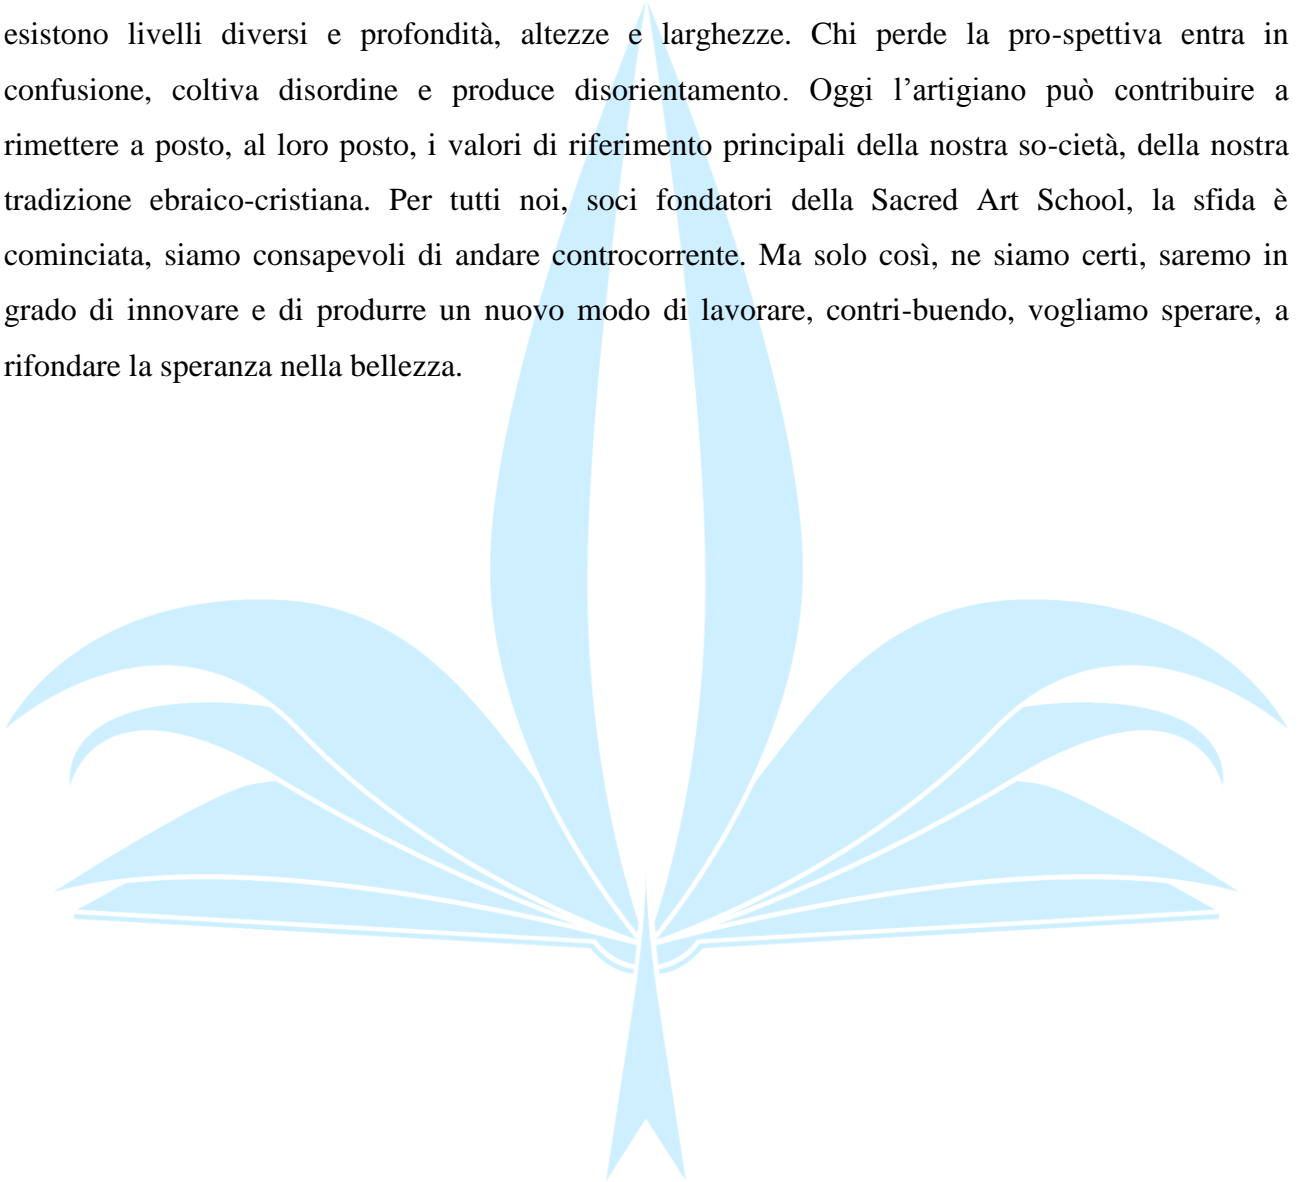 esistono livelli diversi e profondità, altezze e larghezze. Chi perde la pro-spettiva entra in
confusione, coltiva disordine e produce disorientamento. Oggi l’artigiano può contribuire a
rimettere a posto, al loro posto, i valori di riferimento principali della nostra so-cietà, della nostra
tradizione ebraico-cristiana. Per tutti noi, soci fondatori della Sacred Art School, la sfida è
cominciata, siamo consapevoli di andare controcorrente. Ma solo così, ne siamo certi, saremo in
grado di innovare e di produrre un nuovo modo di lavorare, contri-buendo, vogliamo sperare, a
rifondare la speranza nella bellezza.